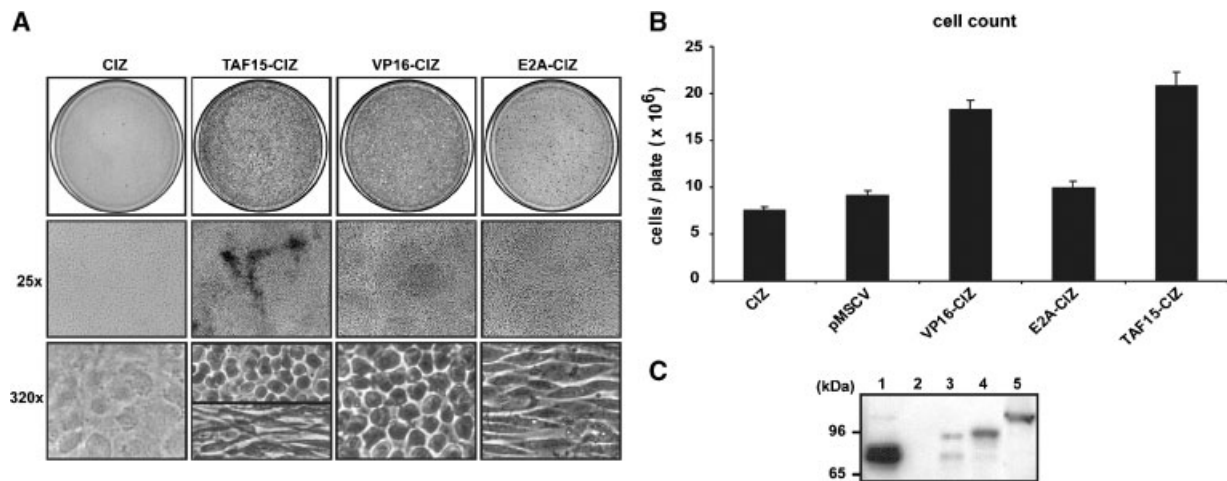 A
CIZ TAF15-CIZ VP16-CIZ E2A-CIZ
25x
320x
B
cell count
cells / plate ( x 10⁶)
25
20
15
10
5
0
CIZ pMSCV VP16-CIZ E2A-CIZ TAF15-CIZ
C
(kDa) 1 2 3 4 5
96
65